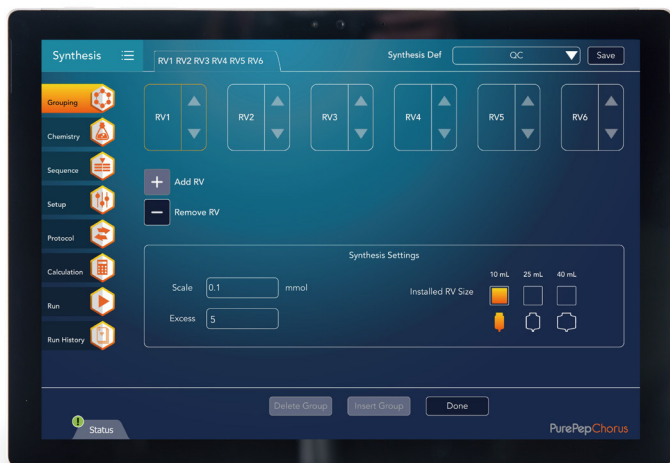 Synthesis
RV1 RV2 RV3 RV4 RV5 RV6
Synthesis Def
QC
Save
Grouping
Chemistry
Sequence
Setup
Protocol
Calculation
Run
Run History
RV1
RV2
RV3
RV4
RV5
RV6
Add RV
Remove RV
Synthesis Settings
Scale 0.1 mmol
Excess 5
Installed RV Size
10 mL 25 mL 40 mL
Delete Group
Insert Group
Done
Status
PurePepChorus